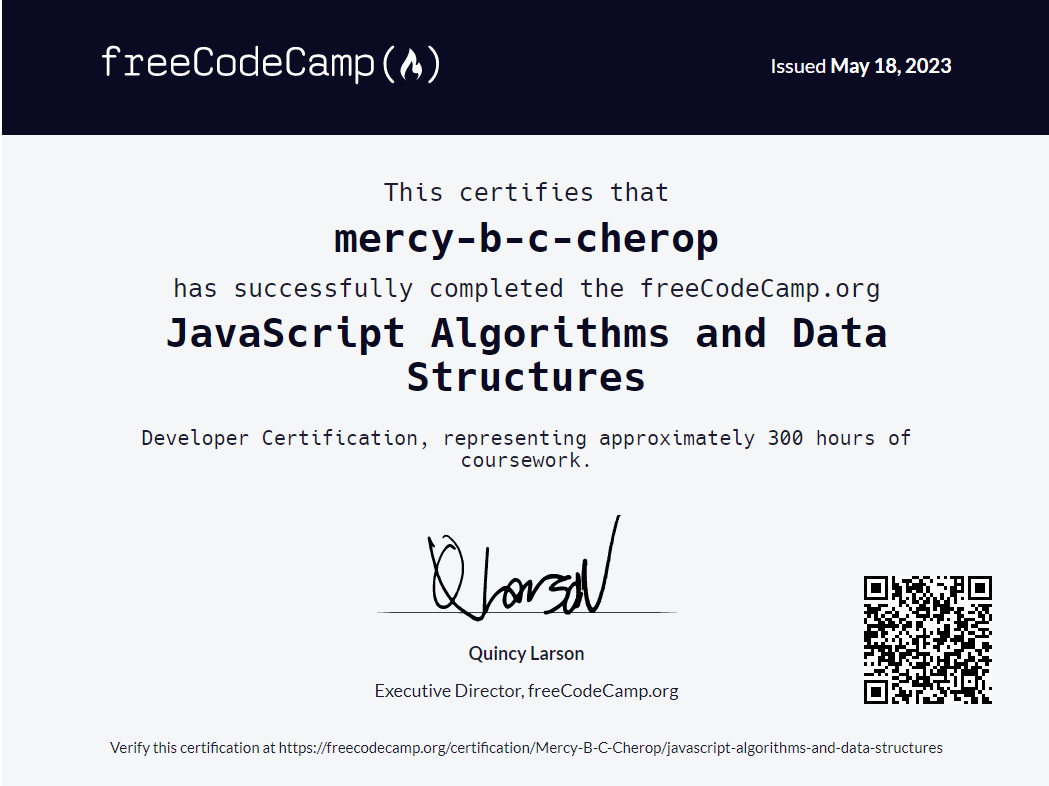 freeCodeCamp(🔥)
Issued May 18, 2023
This certifies that
mercy-b-c-cherop
has successfully completed the freeCodeCamp.org
JavaScript Algorithms and Data
Structures
Developer Certification, representing approximately 300 hours of
coursework.
Q Larson
Quincy Larson
Executive Director, freeCodeCamp.org
Verify this certification at https://freecodecamp.org/certification/Mercy-B-C-Cherop/javascript-algorithms-and-data-structures